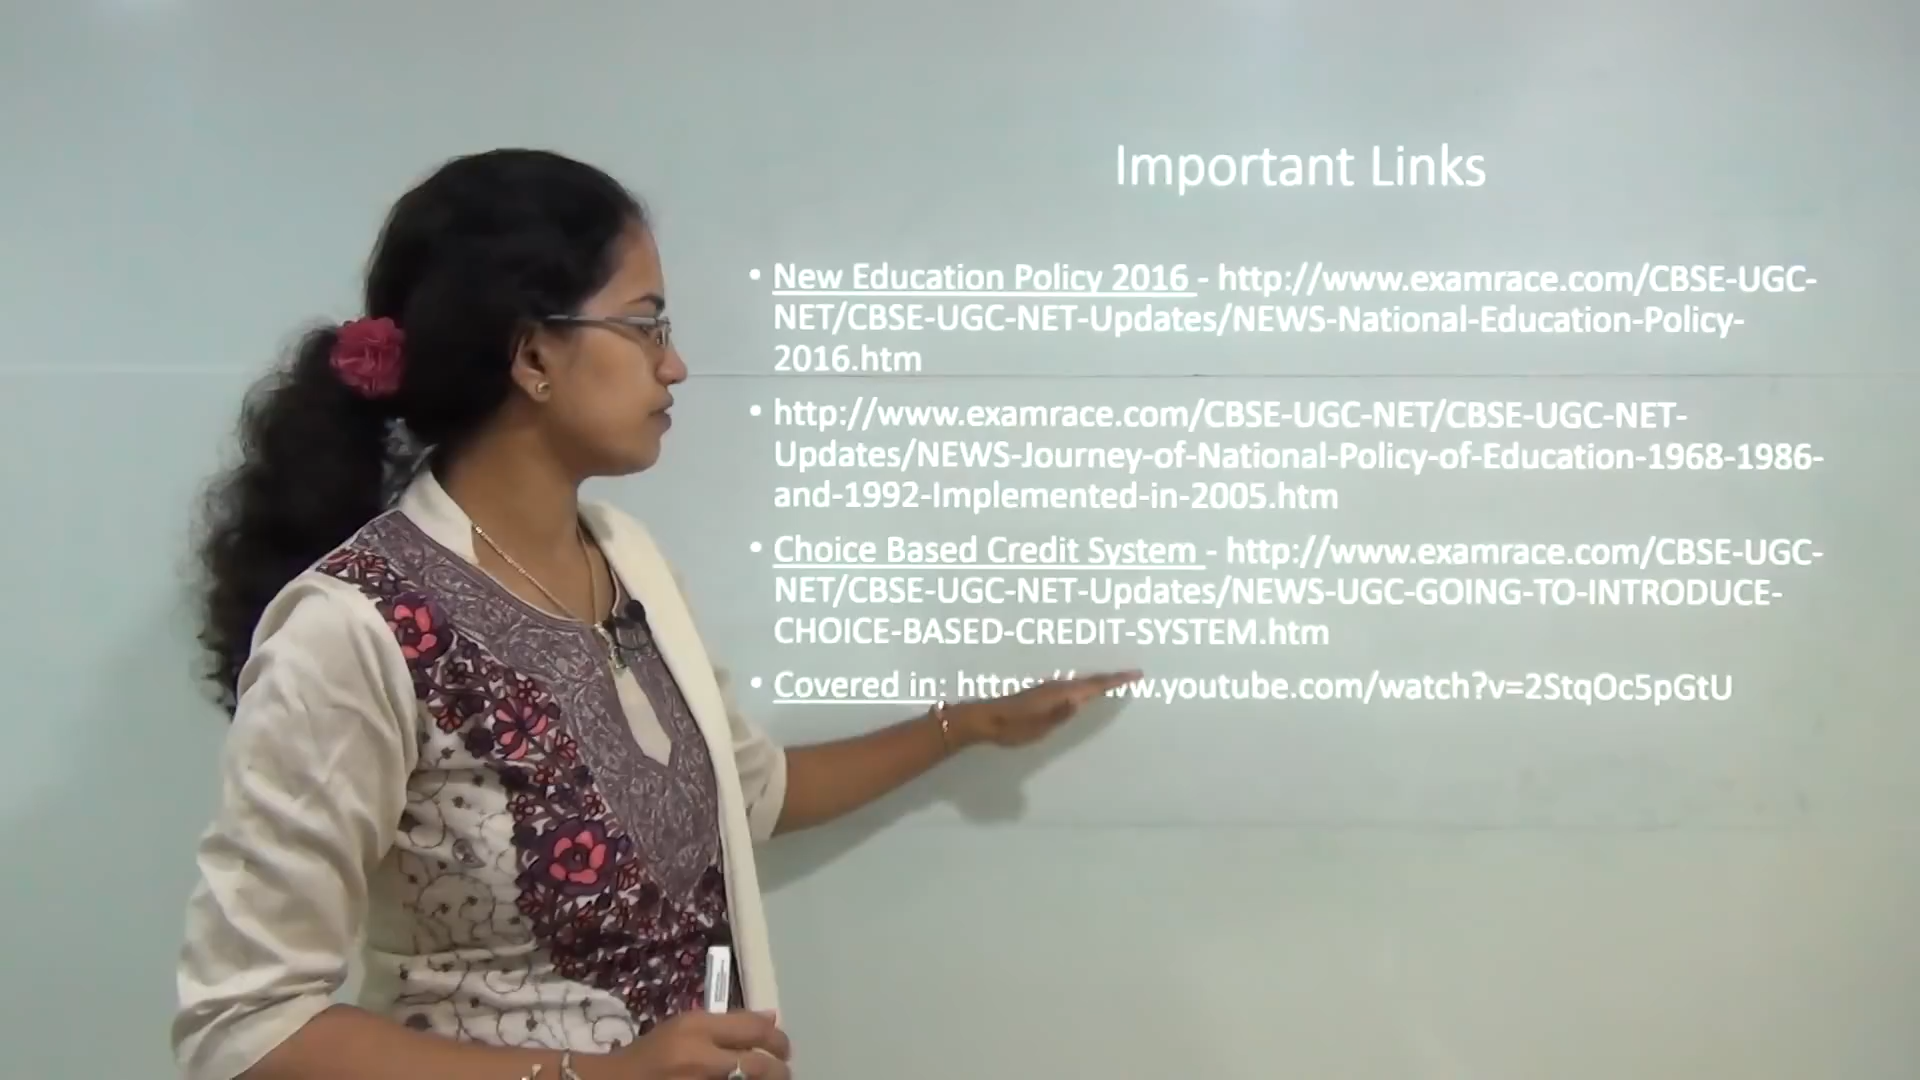 Important Links
• New Education Policy 2016 - http://www.examrace.com/CBSE-UGC-
NET/CBSE-UGC-NET-Updates/NEWS-National-Education-Policy-
2016.htm
• http://www.examrace.com/CBSE-UGC-NET/CBSE-UGC-NET-
Updates/NEWS-Journey-of-National-Policy-of-Education-1968-1986-
and-1992-Implemented-in-2005.htm
• Choice Based Credit System - http://www.examrace.com/CBSE-UGC-
NET/CBSE-UGC-NET-Updates/NEWS-UGC-GOING-TO-INTRODUCE-
CHOICE-BASED-CREDIT-SYSTEM.htm
• Covered in: https://www.youtube.com/watch?v=2StqOc5pGtU